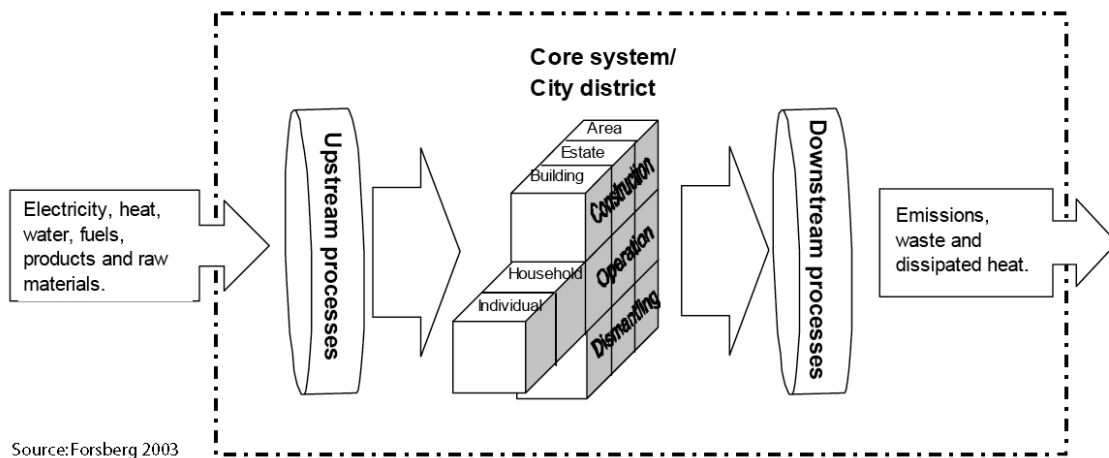 Core system/
City district
Electricity, heat,
water, fuels,
products and raw
materials.
Upstream processes
Area
Estate
Building
Household
Individual
Construction
Operation
Dismantling
Downstream processes
Emissions,
waste and
dissipated heat.
Source:Forsberg 2003